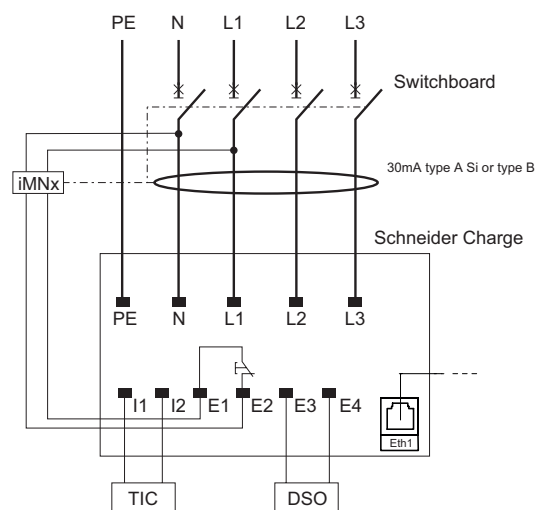 PE N L1 L2 L3
Switchboard
30mA type A Si or type B
iMNx
Schneider Charge
PE N L1 L2 L3
I1 I2 E1 E2 E3 E4
Eth1
TIC DSO